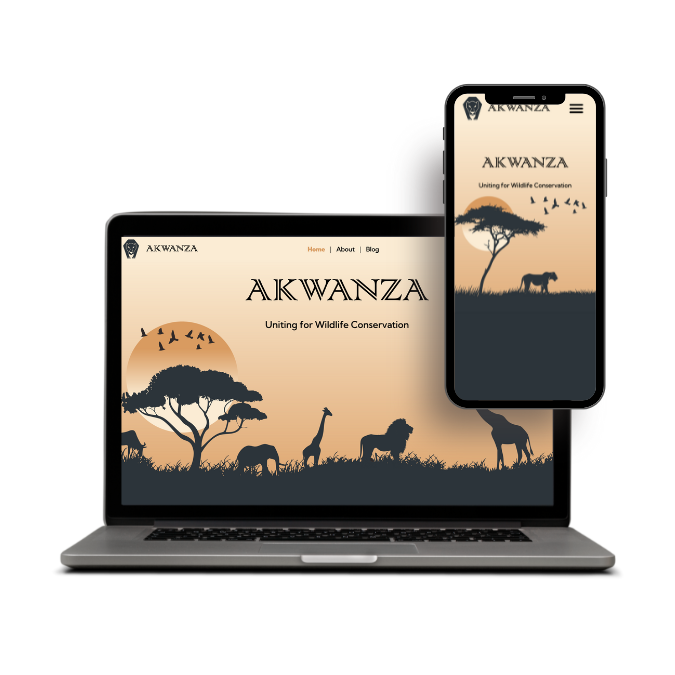 AKWANZA
Home | About | Blog
AKWANZA
Uniting for Wildlife Conservation
AKWANZA
AKWANZA
Uniting for Wildlife Conservation